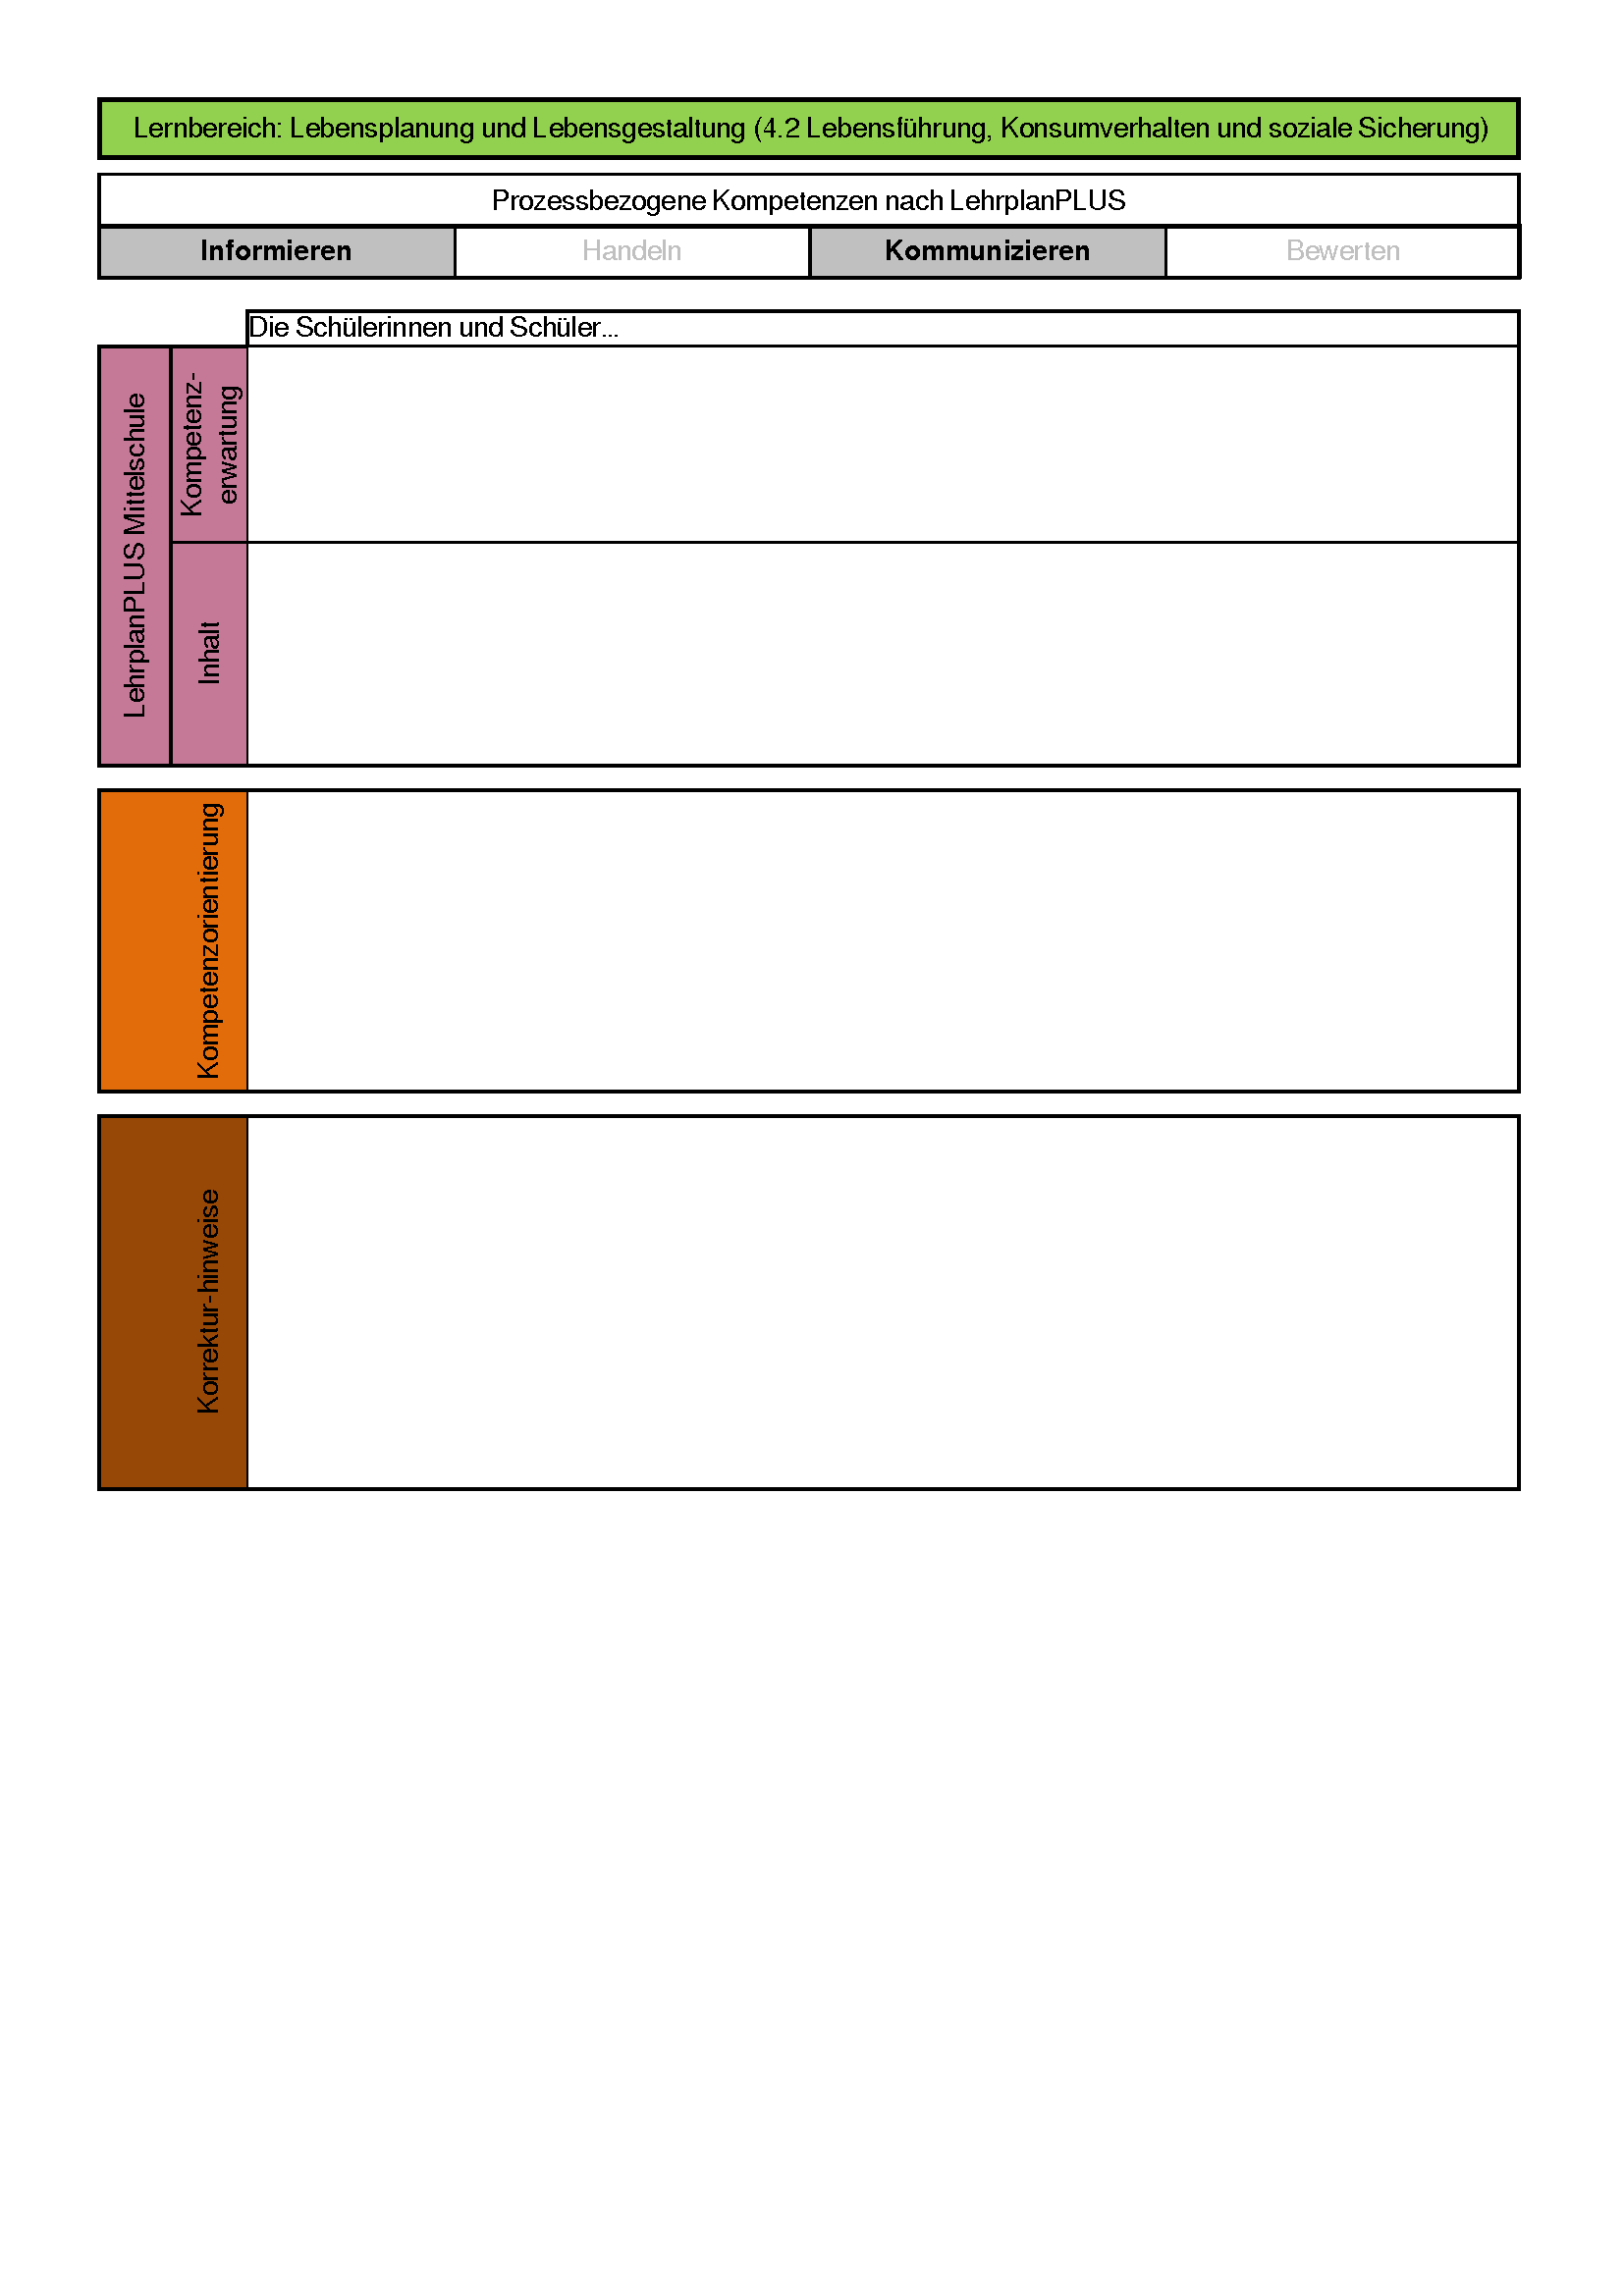 Lernbereich: Lebensplanung und Lebensgestaltung (4.2 Lebensführung, Konsumverhalten und soziale Sicherung)
Prozessbezogene Kompetenzen nach LehrplanPLUS
Informieren Handeln Kommunizieren Bewerten
Die Schülerinnen und Schüler...
LehrplanPLUS Mittelschule
Kompetenz-
erwartung
Inhalt
Kompetenzorientierung
Korrektur-hinweise